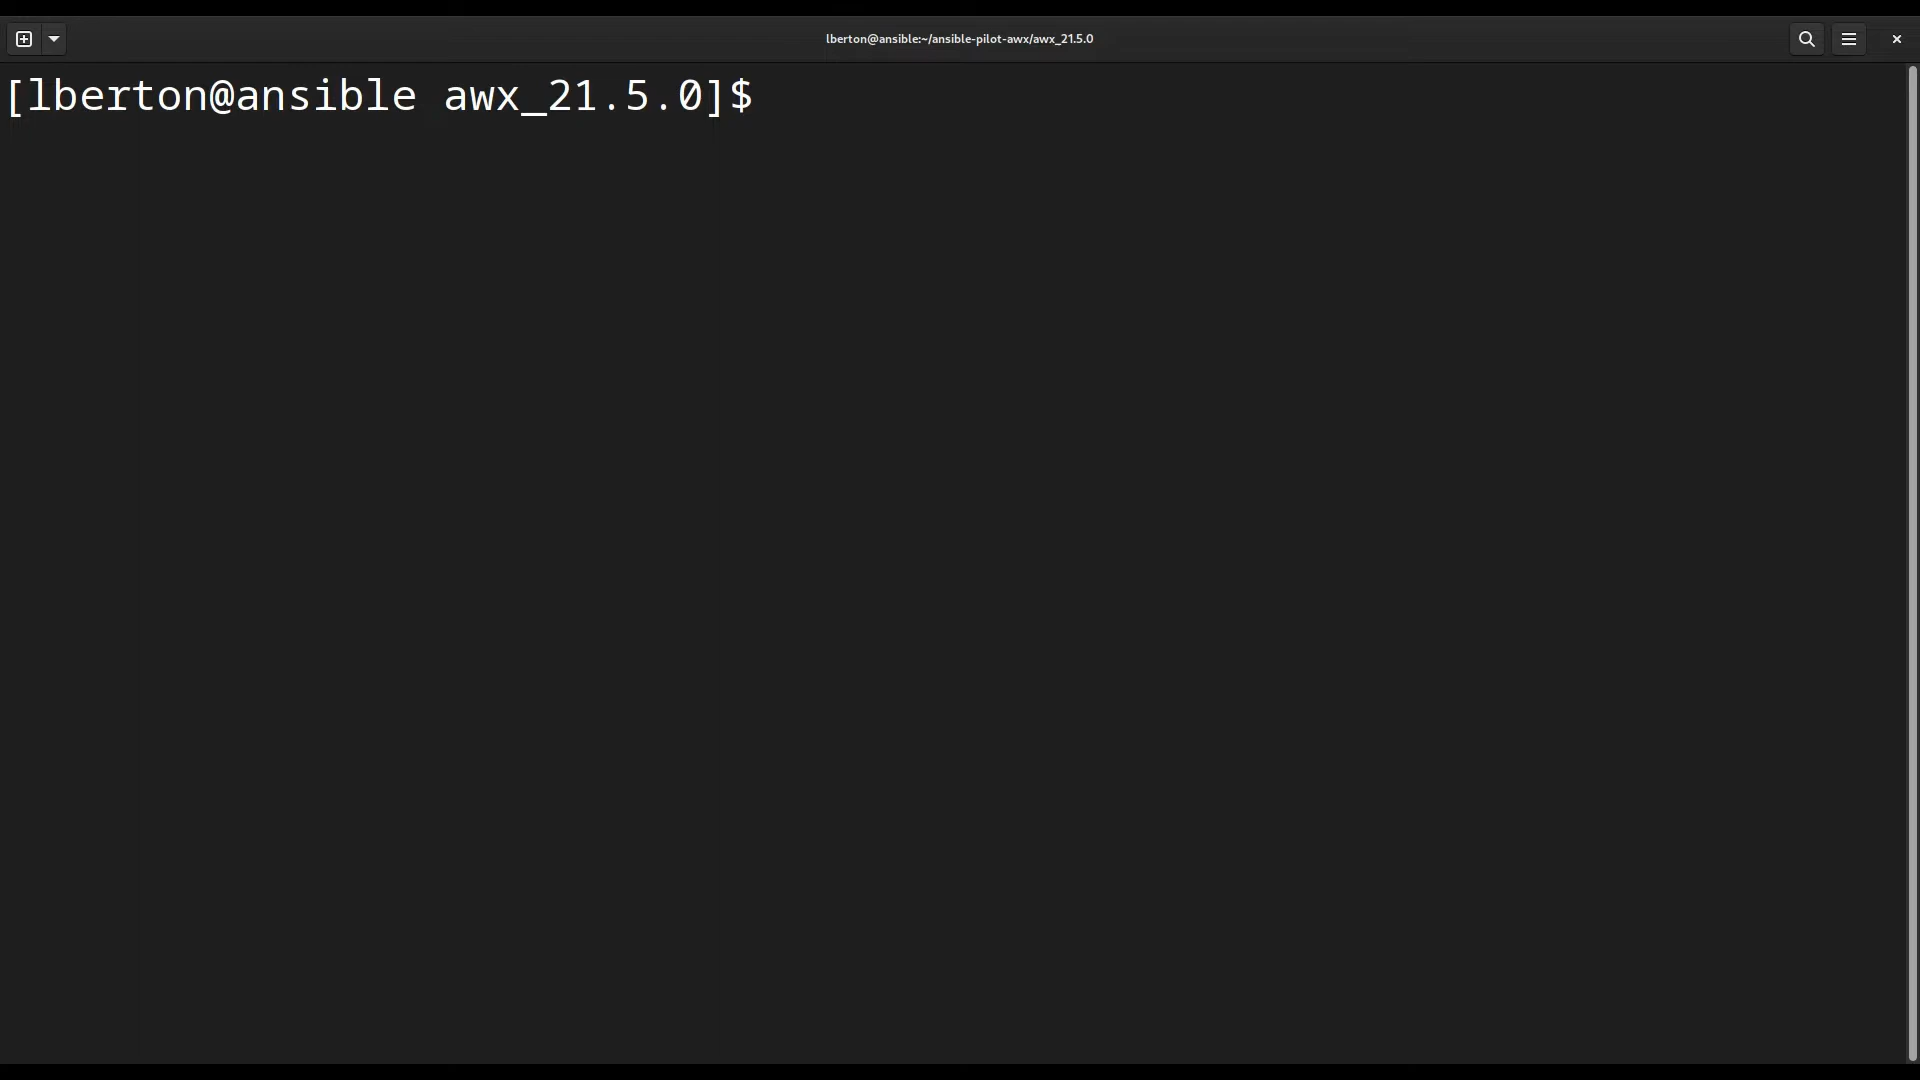 lberton@ansible:~/ansible-pilot-awx/awx_21.5.0
[lberton@ansible awx_21.5.0]$